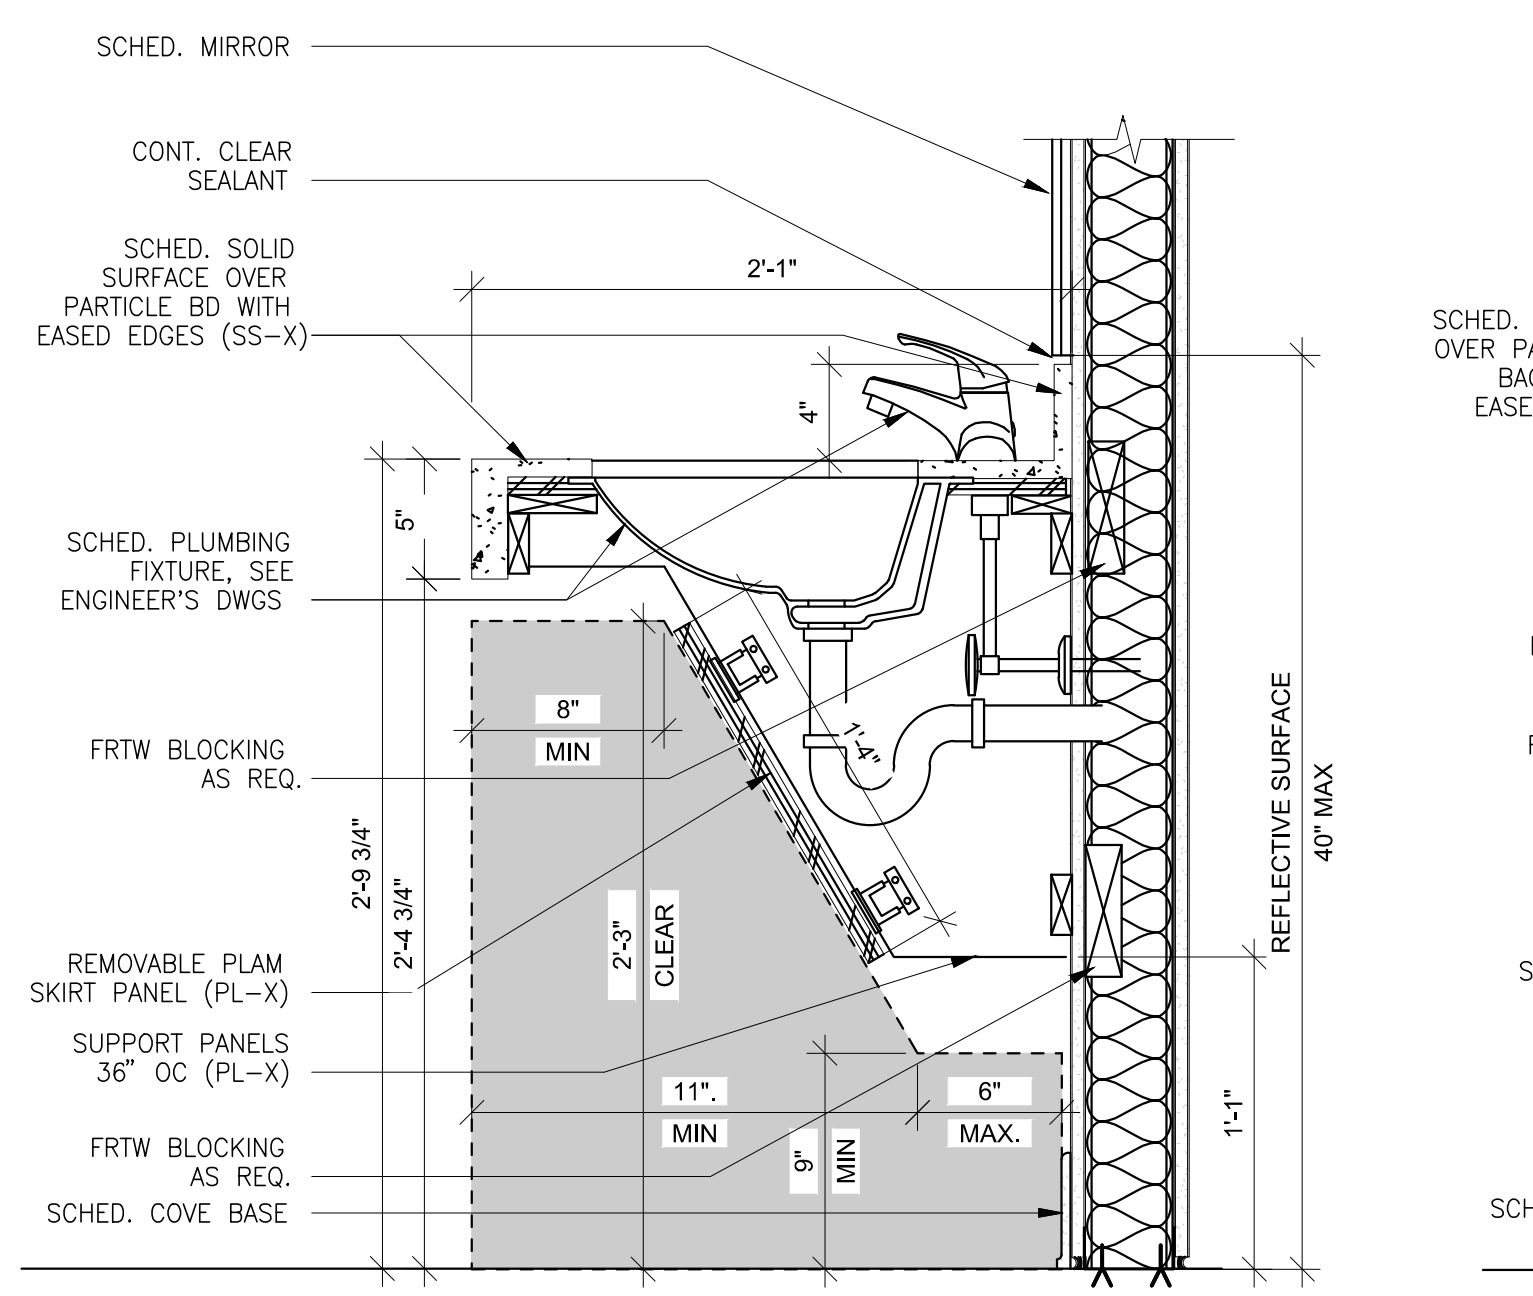 SCHED. MIRROR
CONT. CLEAR
SEALANT
SCHED. SOLID
SURFACE OVER
PARTICLE BD WITH
EASED EDGES (SS-X)
SCHED. PLUMBING
FIXTURE, SEE
ENGINEER'S DWGS
FRTW BLOCKING
AS REQ.
REMOVABLE PLAM
SKIRT PANEL (PL-X)
SUPPORT PANELS
36" OC (PL-X)
FRTW BLOCKING
AS REQ.
SCHED. COVE BASE
2'-1"
4"
5"
8"
MIN
1'-4"
2'-9 3/4"
2'-4 3/4"
2'-3"
CLEAR
11".
MIN
6"
MAX.
9"
MIN
1'-1"
REFLECTIVE SURFACE
40" MAX
SCHED.
OVER